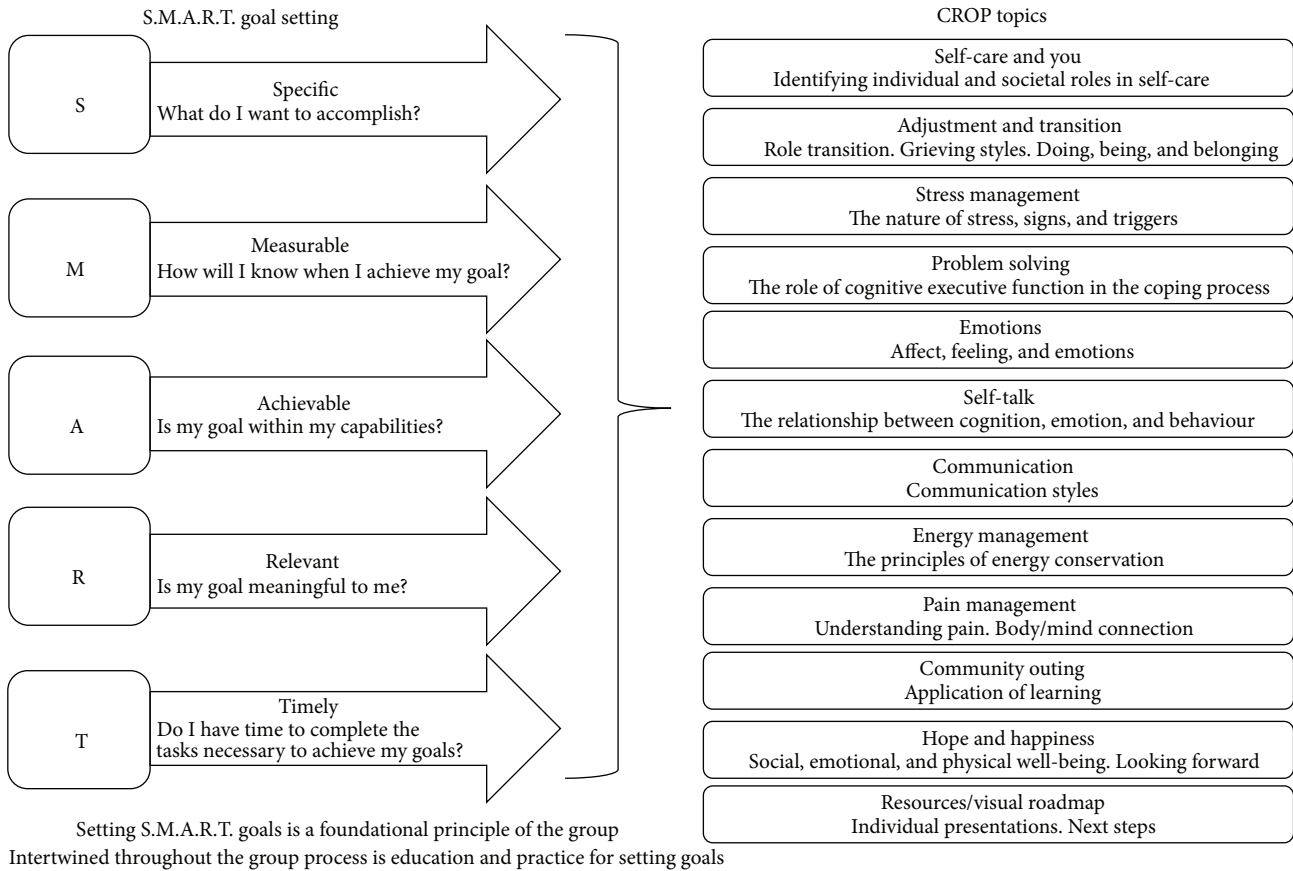 S.M.A.R.T. goal setting
S
Specific
What do I want to accomplish?
M
Measurable
How will I know when I achieve my goal?
A
Achievable
Is my goal within my capabilities?
R
Relevant
Is my goal meaningful to me?
T
Timely
Do I have time to complete the
tasks necessary to achieve my goals?
Setting S.M.A.R.T. goals is a foundational principle of the group
Intertwined throughout the group process is education and practice for setting goals
CROP topics
Self-care and you
Identifying individual and societal roles in self-care
Adjustment and transition
Role transition. Grieving styles. Doing, being, and belonging
Stress management
The nature of stress, signs, and triggers
Problem solving
The role of cognitive executive function in the coping process
Emotions
Affect, feeling, and emotions
Self-talk
The relationship between cognition, emotion, and behaviour
Communication
Communication styles
Energy management
The principles of energy conservation
Pain management
Understanding pain. Body/mind connection
Community outing
Application of learning
Hope and happiness
Social, emotional, and physical well-being. Looking forward
Resources/visual roadmap
Individual presentations. Next steps